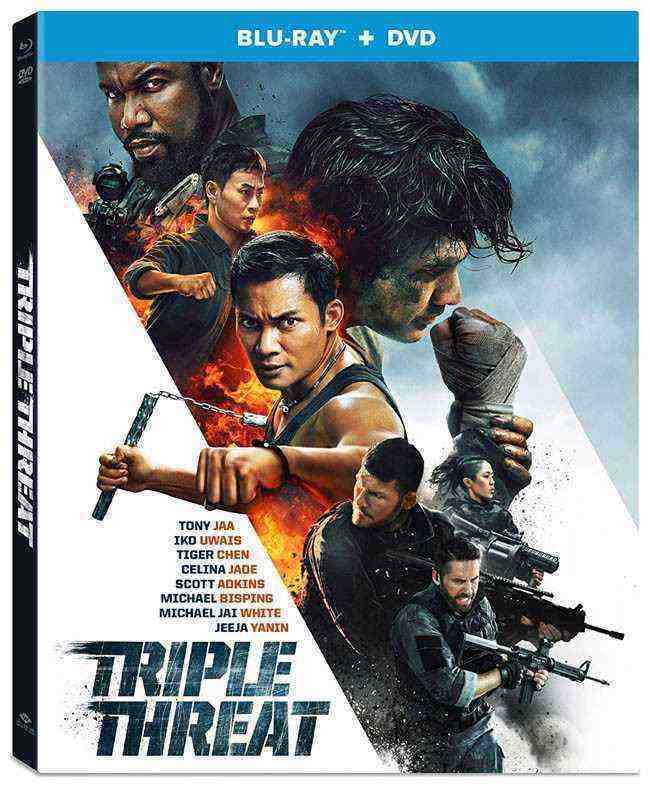 BLU-RAY™ + DVD
TRIPLE THREAT
TONY JAA
IKO UWAIS
TIGER CHEN
CELINA JADE
SCOTT ADKINS
MICHAEL BISPING
MICHAEL JAI WHITE
JEEJA YANIN
TRIPLE
THREAT